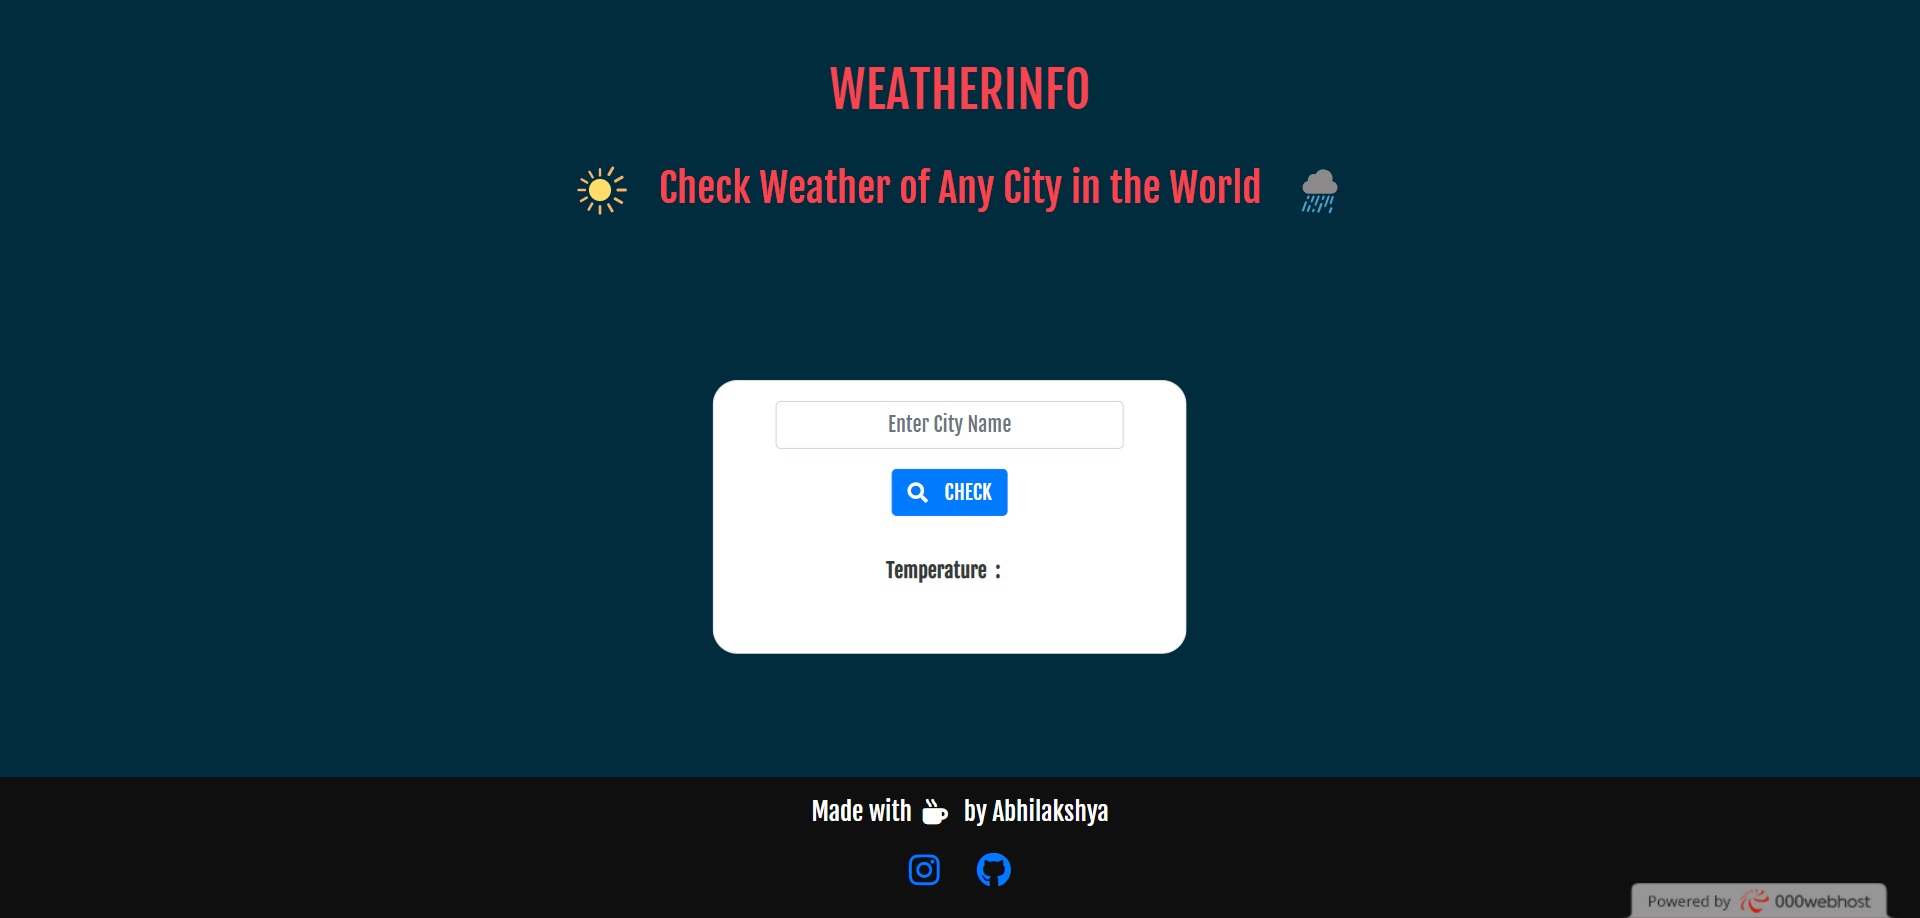 WEATHERINFO
Check Weather of Any City in the World
Enter City Name
CHECK
Temperature :
Made with by Abhilakshya
Powered by 000webhost